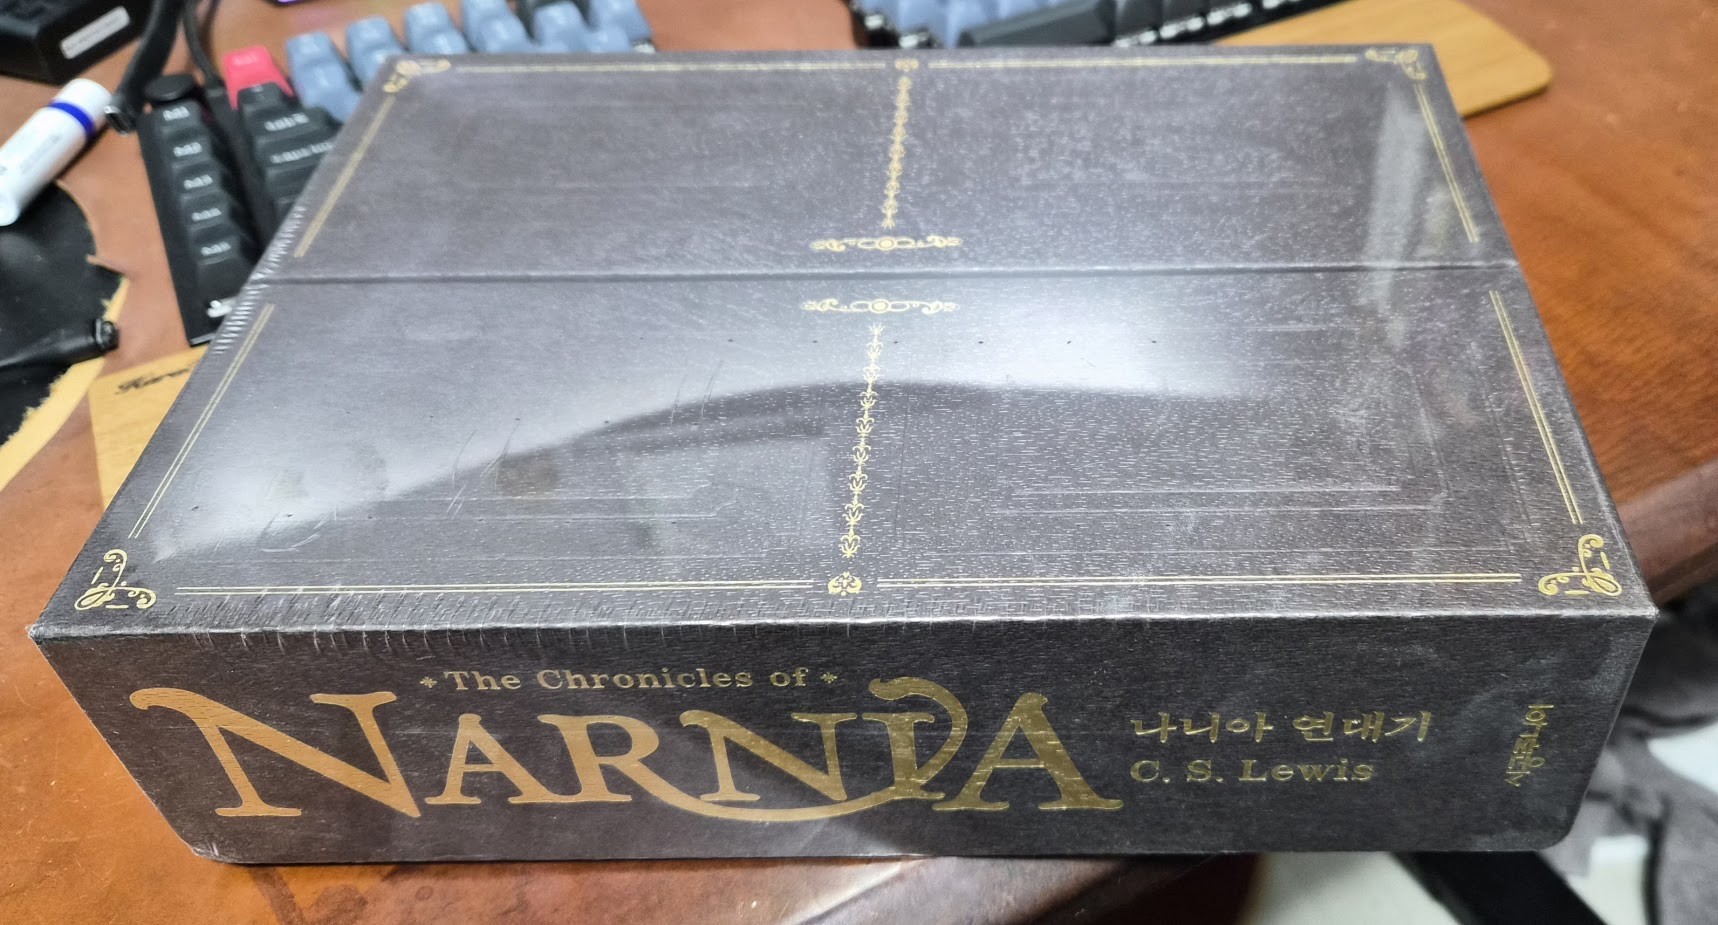 The Chronicles of
NARNIA
나니아 연대기
C. S. Lewis